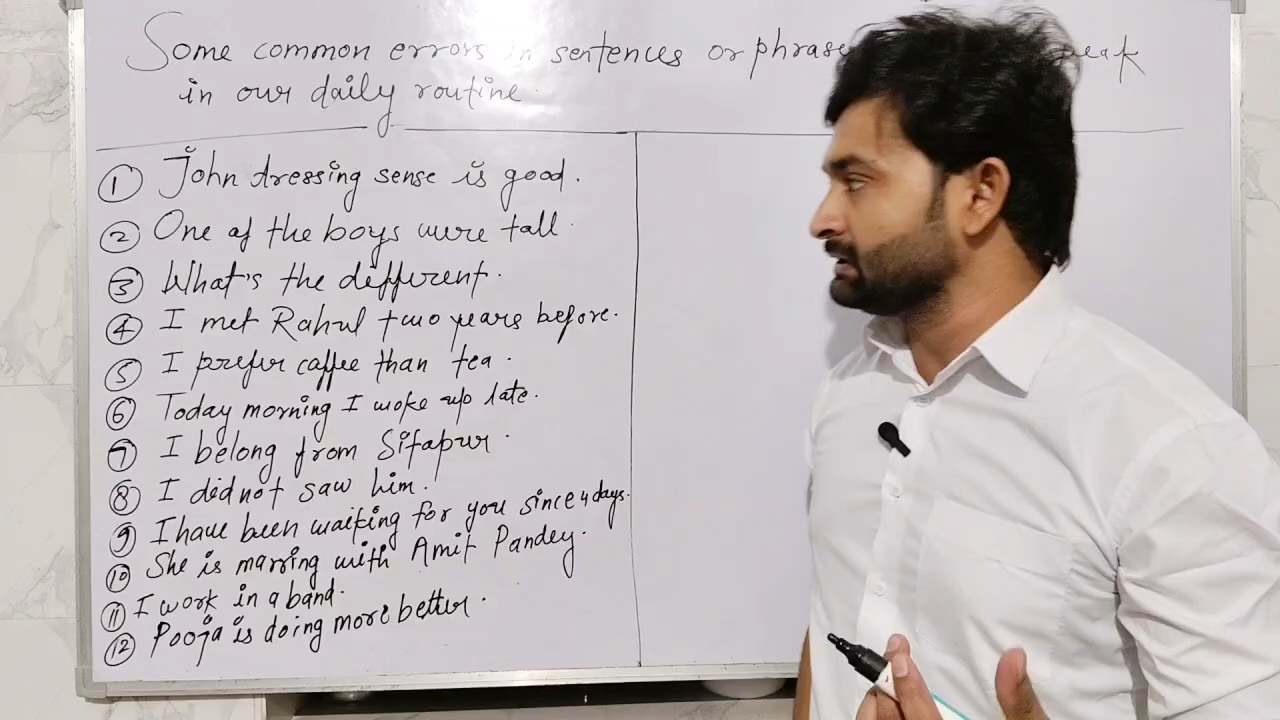 Some common errors in sentences or phrase
in our daily routine.
1 John dressing sense is good.
2 One of the boys were tall.
3 What's the different.
4 I met Rahul two years before.
5 I prefer coffee than tea.
6 Today morning I woke up late.
7 I belong from Sitapur.
8 I did not saw him.
9 I have been waiting for you since 4 days.
10 She is marring with Amit Pandey.
11 I work in a band.
12 Pooja is doing more better.